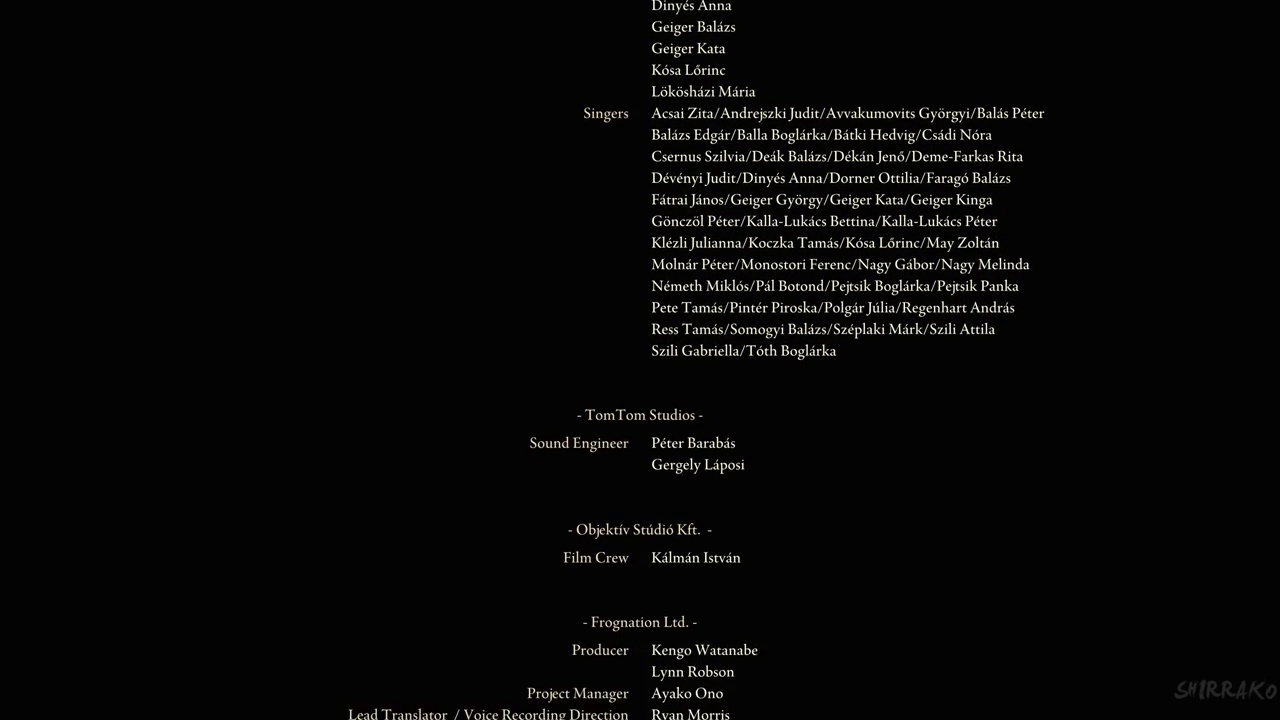 Dinyés Anna
Geiger Balázs
Geiger Kata
Kósa Lőrinc
Lökösházi Mária
Singers Acsai Zita/Andrejszki Judit/Avvakumovits Györgyi/Balás Péter
Balázs Edgár/Balla Boglárka/Bátki Hedvig/Csádi Nóra
Csernus Szilvia/Deák Balázs/Dékán Jenő/Deme-Farkas Rita
Dévényi Judit/Dinyés Anna/Dorner Ottilia/Faragó Balázs
Fátrai János/Geiger György/Geiger Kata/Geiger Kinga
Gönczöl Péter/Kalla-Lukács Bettina/Kalla-Lukács Péter
Klézli Julianna/Koczka Tamás/Kósa Lőrinc/May Zoltán
Molnár Péter/Monostori Ferenc/Nagy Gábor/Nagy Melinda
Németh Miklós/Pál Botond/Pejtsik Boglárka/Pejtsik Panka
Pete Tamás/Pintér Piroska/Polgár Júlia/Regenhart András
Ress Tamás/Somogyi Balázs/Széplaki Márk/Szili Attila
Szili Gabriella/Tóth Boglárka
- TomTom Studios -
Sound Engineer Péter Barabás
Gergely Láposi
- Objektív Stúdió Kft. -
Film Crew Kálmán István
- Frognation Ltd. -
Producer Kengo Watanabe
Lynn Robson
Project Manager Ayako Ono
Lead Translator / Voice Recording Direction Ryan Morris
SHIRRAKO